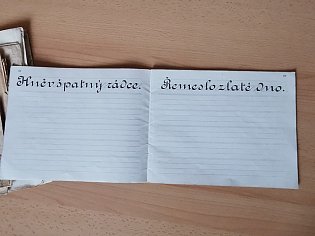 Hněv špatný rádce.
Řemeslo zlaté dno.